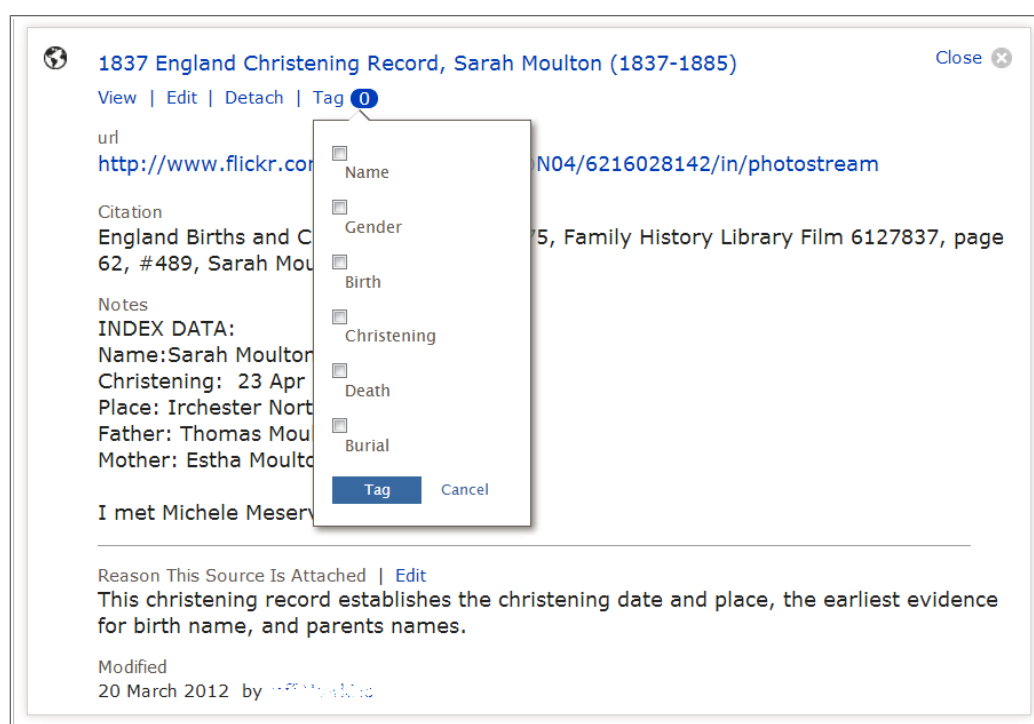 1837 England Christening Record, Sarah Moulton (1837-1885)
Close
View | Edit | Detach | Tag 0
url
http://www.flickr.co N04/6216028142/in/photostream
Name
Citation
Gender
England Births and C 75, Family History Library Film 6127837, page
62, #489, Sarah Mou
Birth
Notes
INDEX DATA:
Christening
Name:Sarah Moulton
Christening: 23 Apr
Death
Place: Irchester Nort
Father: Thomas Moul
Burial
Mother: Estha Moulto
Tag Cancel
I met Michele Meserv
Reason This Source Is Attached | Edit
This christening record establishes the christening date and place, the earliest evidence
for birth name, and parents names.
Modified
20 March 2012 by